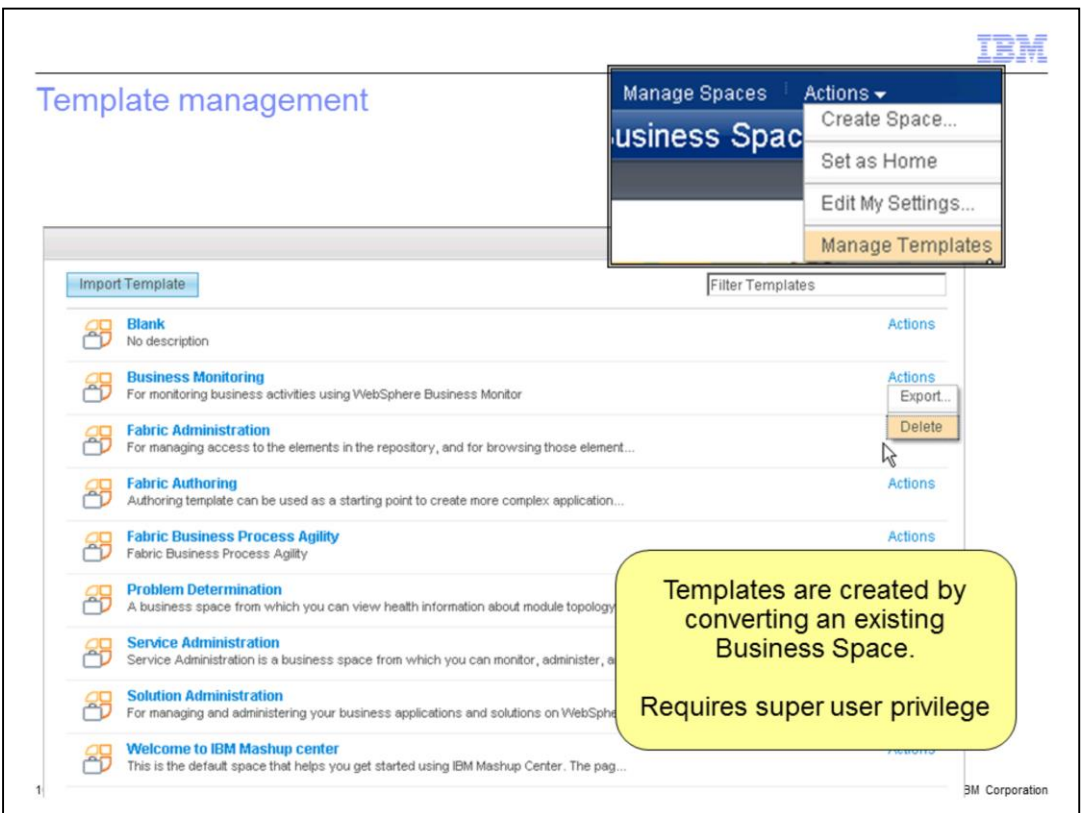 IBM
Template management
Manage Spaces Actions
usiness Spac
Create Space...
Set as Home
Edit My Settings...
Manage Templates
Import Template
Filter Templates
Blank
No description
Actions
Business Monitoring
For monitoring business activities using WebSphere Business Monitor
Actions
Export...
Delete
Fabric Administration
For managing access to the elements in the repository, and for browsing those element...
Fabric Authoring
Authoring template can be used as a starting point to create more complex application...
Actions
Fabric Business Process Agility
Fabric Business Process Agility
Actions
Problem Determination
A business space from which you can view health information about module topology
Service Administration
Service Administration is a business space from which you can monitor, administer, a
Solution Administration
For managing and administering your business applications and solutions on WebSphe
Welcome to IBM Mashup center
This is the default space that helps you get started using IBM Mashup Center. The pag...
Actions
Templates are created by
converting an existing
Business Space.
Requires super user privilege
1
BM Corporation